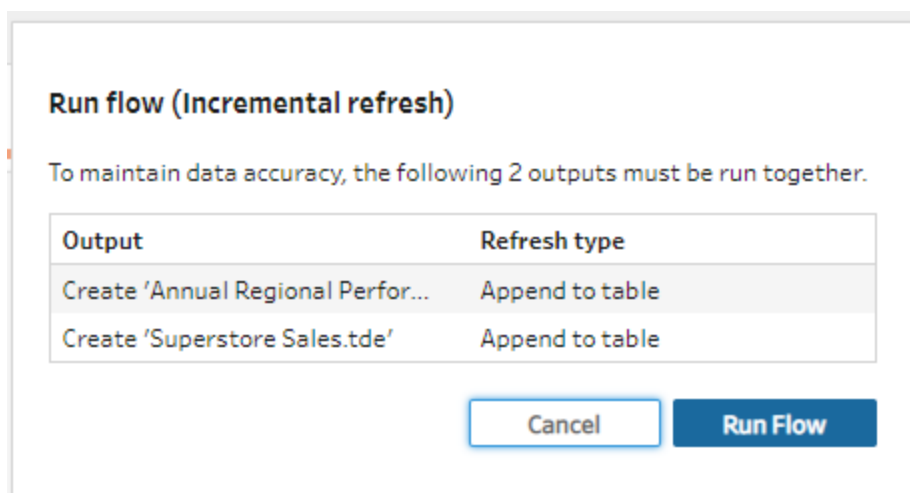 Run flow (Incremental refresh)
To maintain data accuracy, the following 2 outputs must be run together.
Output Refresh type
Create ‘Annual Regional Perfor... Append to table
Create ‘Superstore Sales.tde’ Append to table
Cancel Run Flow